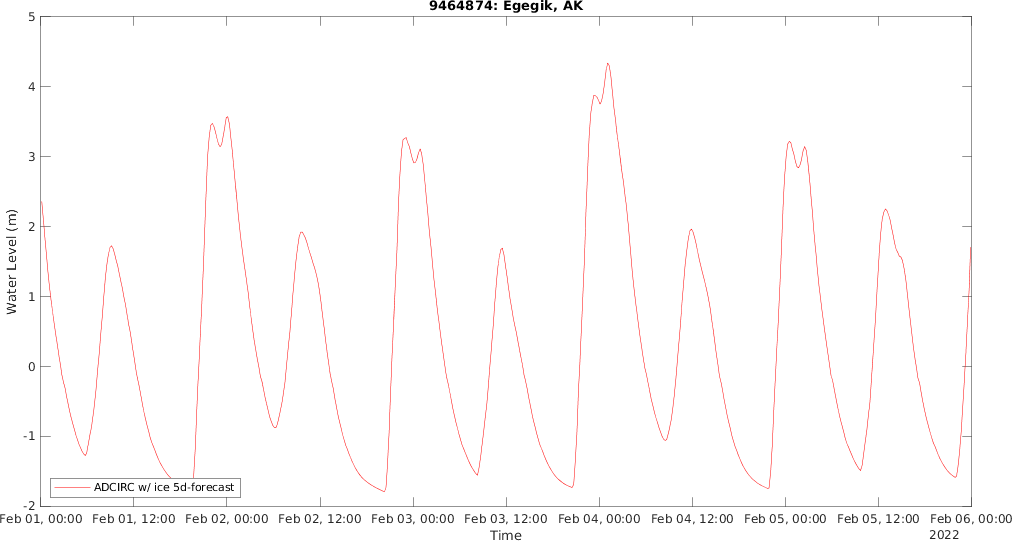 9464874: Egegik, AK
5
4
3
2
1
0
-1
-2
Water Level (m)
ADCIRC w/ ice 5d-forecast
Feb 01, 00:00 Feb 01, 12:00 Feb 02, 00:00 Feb 02, 12:00 Feb 03, 00:00 Feb 03, 12:00 Feb 04, 00:00 Feb 04, 12:00 Feb 05, 00:00 Feb 05, 12:00 Feb 06, 00:00
Time
2022